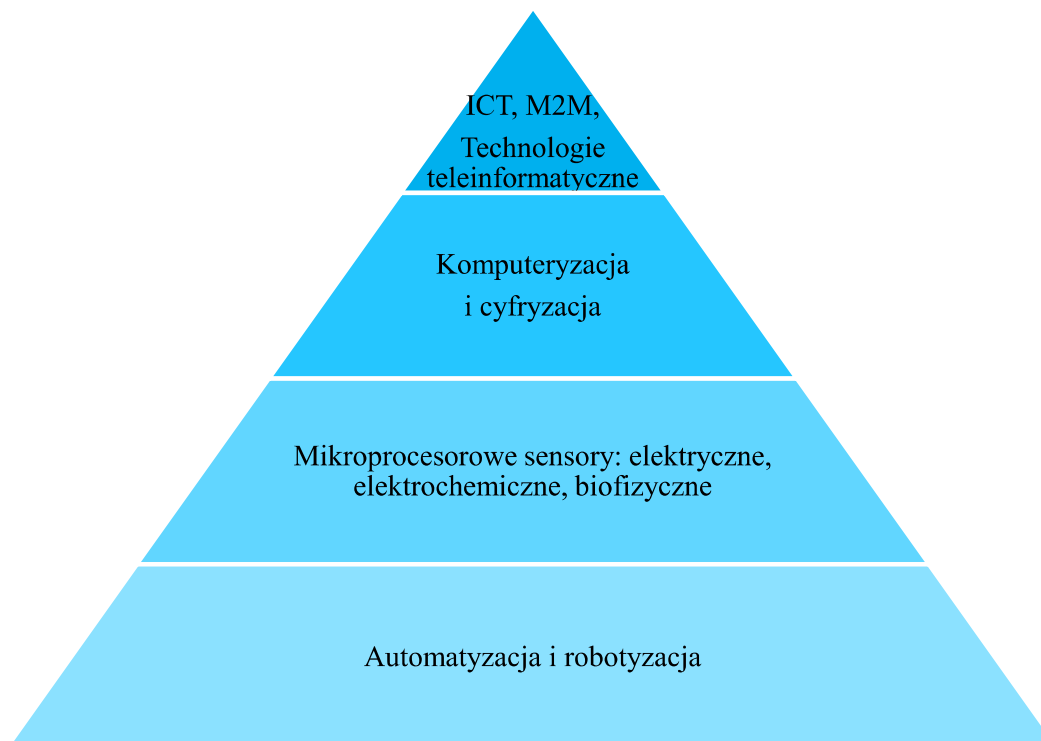 ICT, M2M,
Technologie
teleinformatyczne
Komputeryzacja
i cyfryzacja
Mikroprocesorowe sensory: elektryczne,
elektrochemiczne, biofizyczne
Automatyzacja i robotyzacja